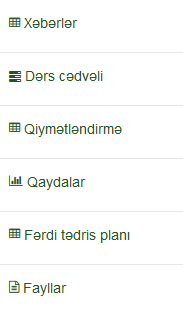 Xəbərlər
Dərs cədvəli
Qiymətləndirmə
Qaydalar
Fərdi tədris planı
Fayllar